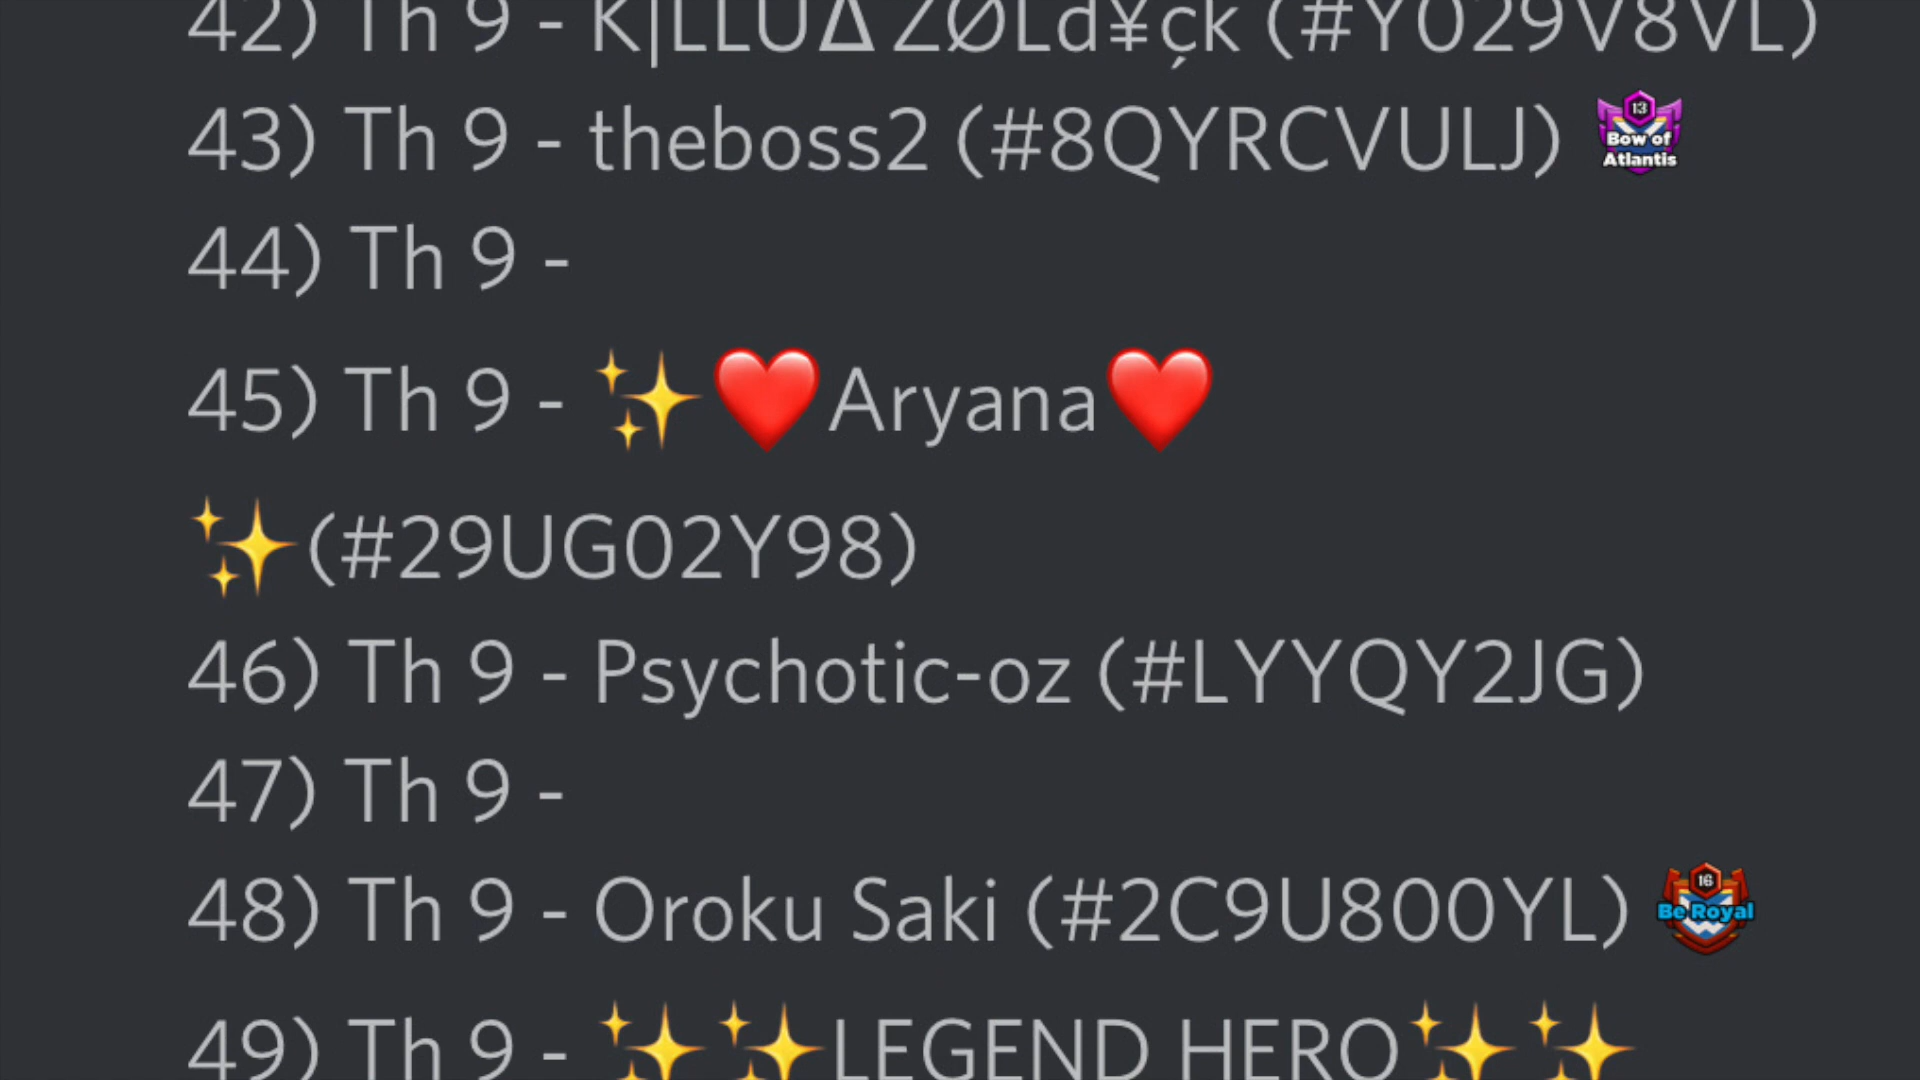 42) Th 9 - K|LLUΔ ZØLd¥çk (#Y029V8VL)
43) Th 9 - theboss2 (#8QYRCVULJ) 13 Bow of Atlantis
44) Th 9 -
45) Th 9 - ✨❤️Aryana❤️
✨(#29UG02Y98)
46) Th 9 - Psychotic-oz (#LYYQY2JG)
47) Th 9 -
48) Th 9 - Oroku Saki (#2C9U800YL) 16 Be Royal
49) Th 9 - ✨✨LEGEND HERO✨✨